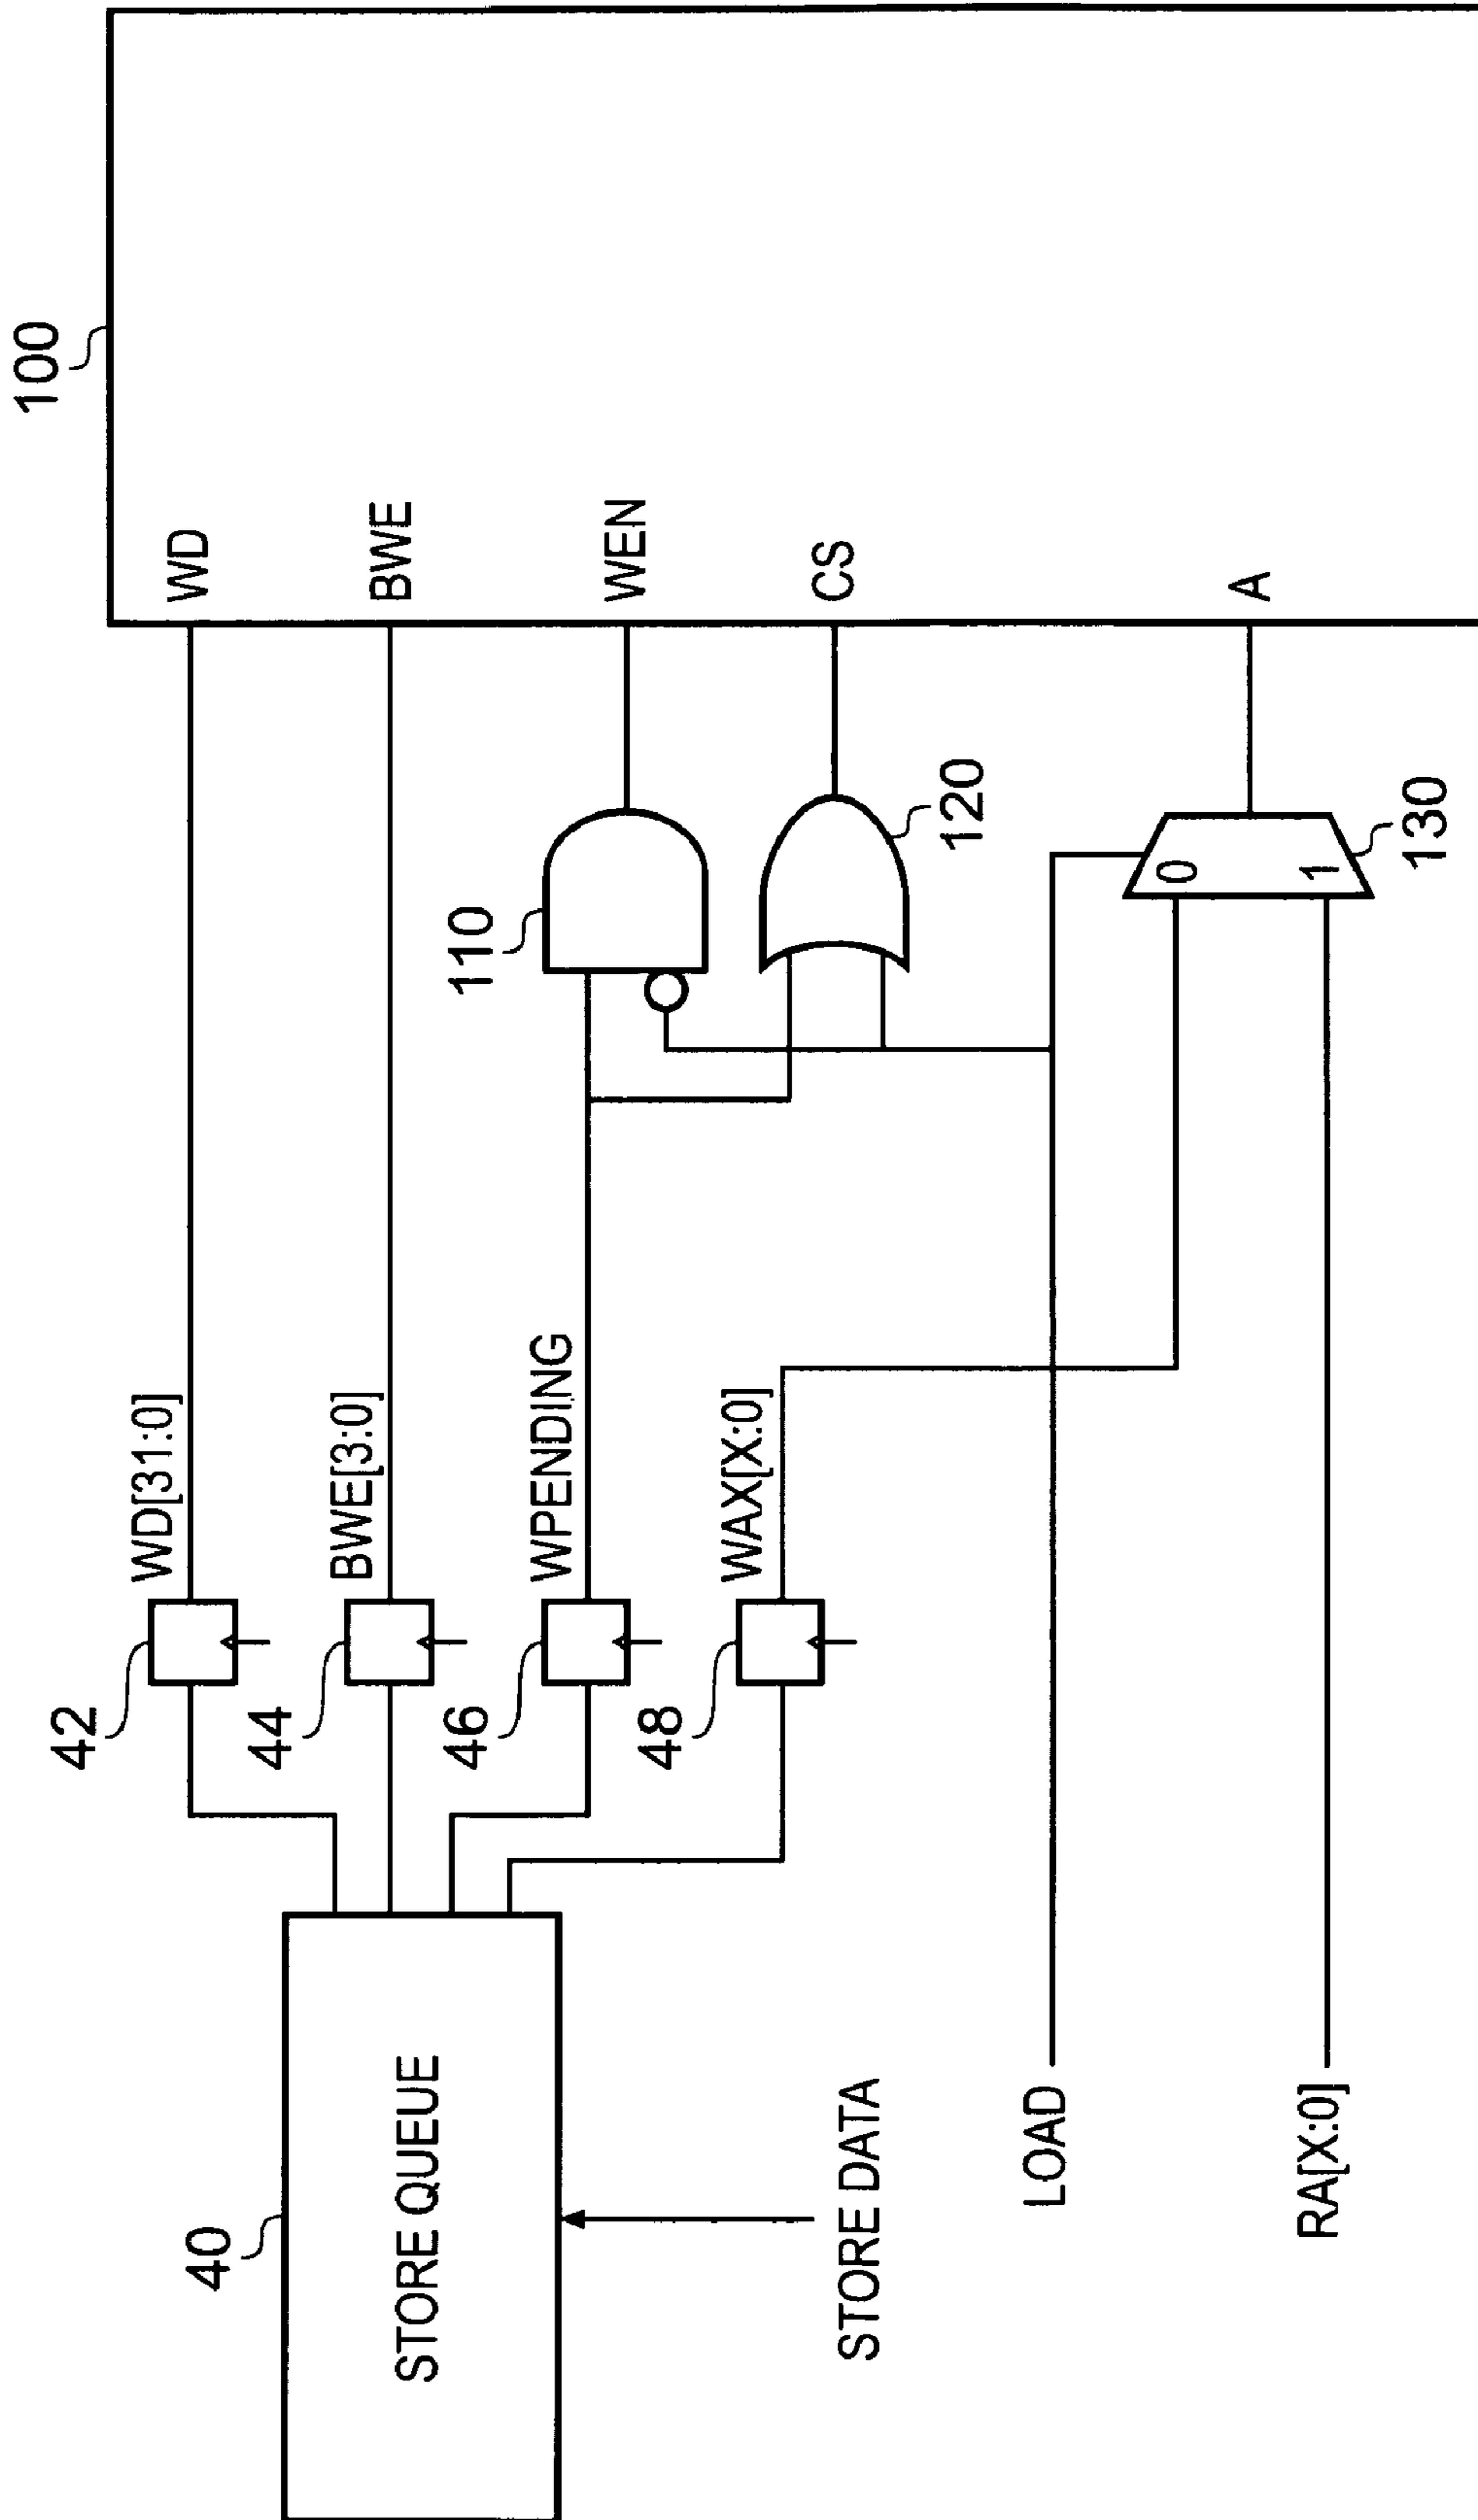 100
WD
BWE
WEN
CS
A
110
120
0
1
130
WD[31:0]
BWE[3:0]
WPENDING
WAX[X:0]
42
44
46
48
40
STORE QUEUE
STORE DATA
LOAD
RA[X:0]